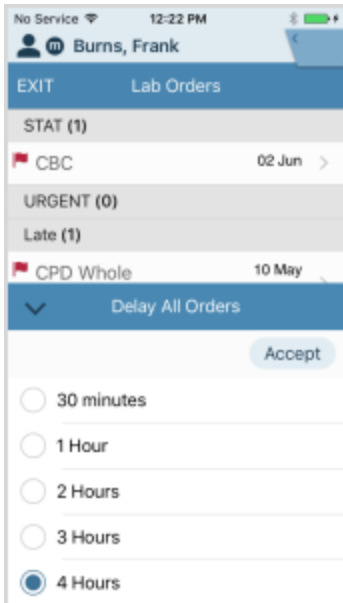 No Service 12:22 PM
m Burns, Frank
EXIT Lab Orders
STAT (1)
CBC 02 Jun
URGENT (0)
Late (1)
CPD Whole 10 May
Delay All Orders
Accept
30 minutes
1 Hour
2 Hours
3 Hours
4 Hours